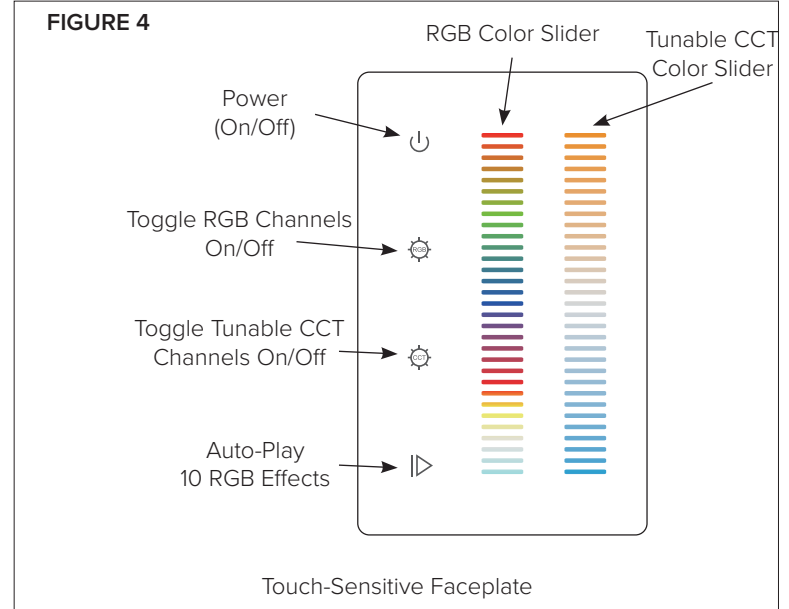 FIGURE 4
RGB Color Slider
Tunable CCT
Color Slider
Power
(On/Off)
Toggle RGB Channels
On/Off
RGB
Toggle Tunable CCT
Channels On/Off
CCT
Auto-Play
10 RGB Effects
Touch-Sensitive Faceplate